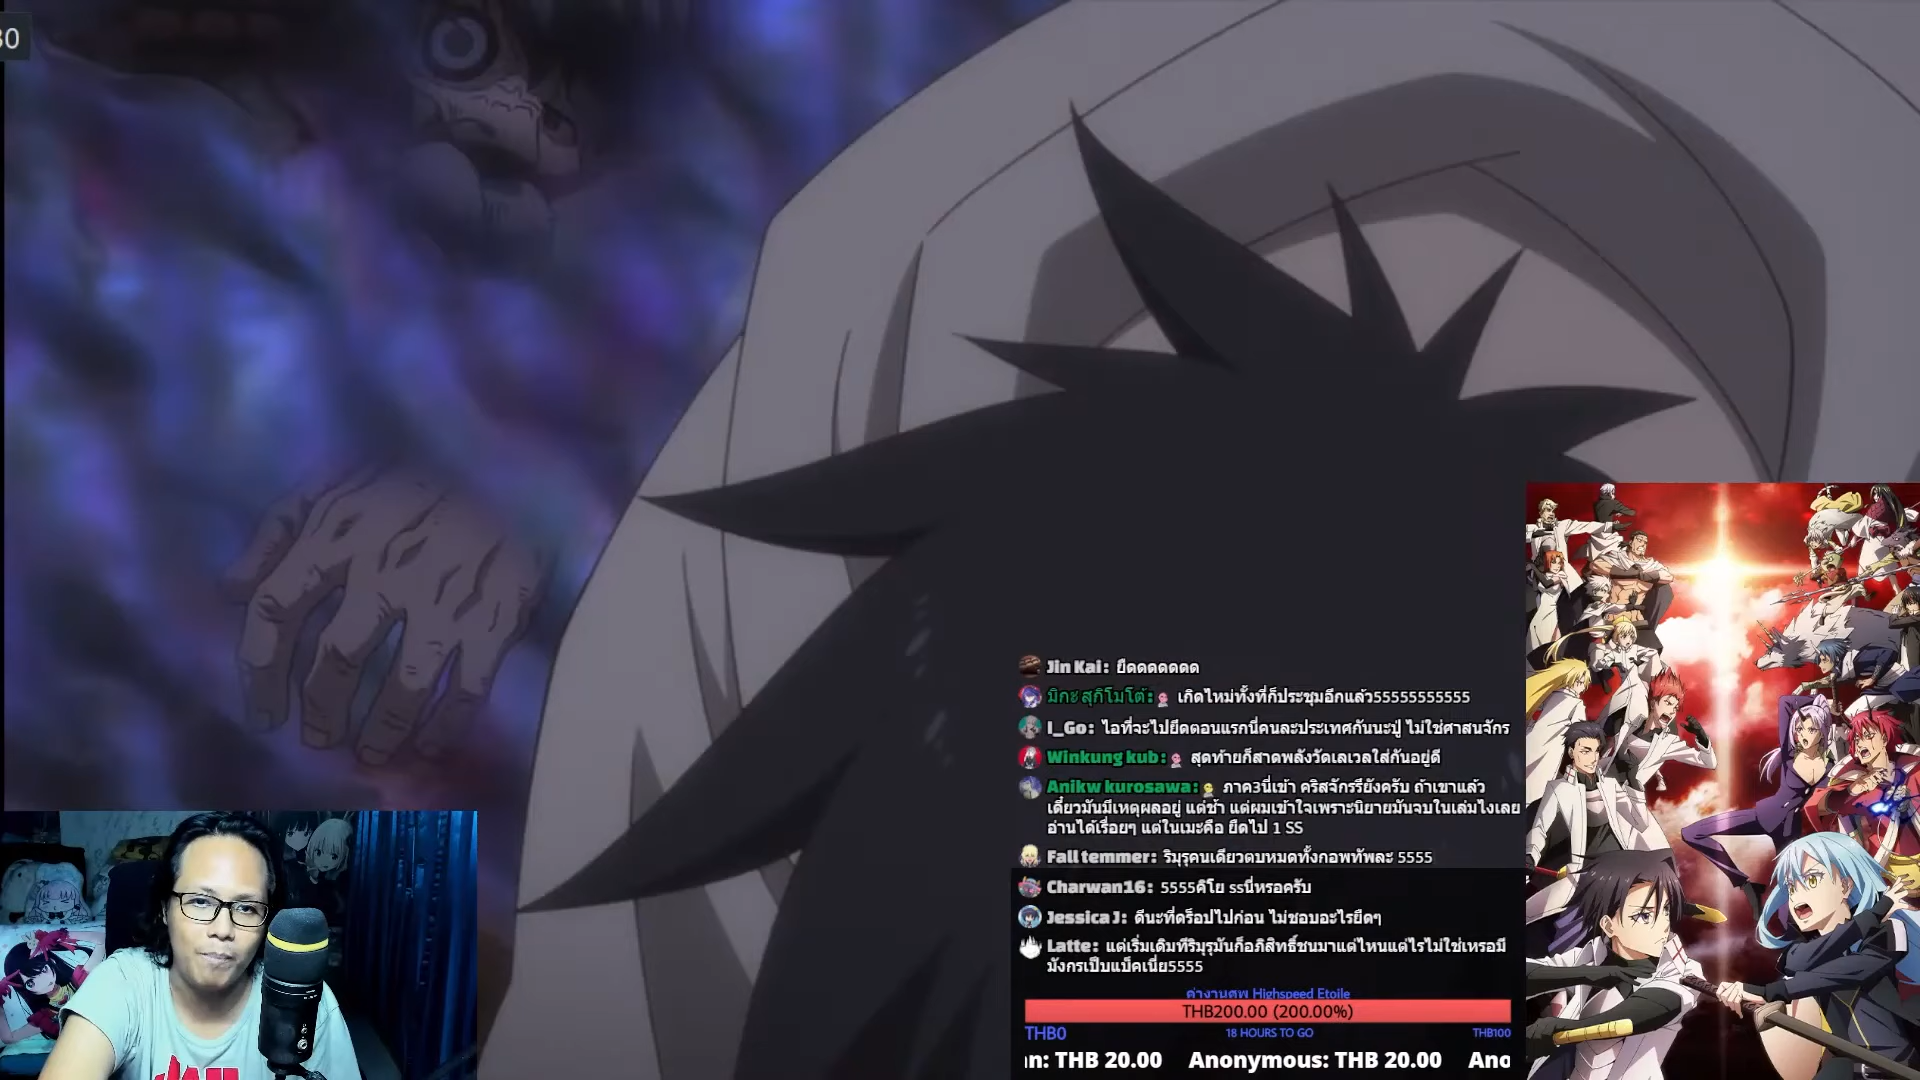 30
Jin Kai: ยืดดดดดดด
มิกะ สุกิโมโต้: เกิดไหม่ทั้งที่ก็ประชุมอีกแล้ว55555555555
I_Go: ไอที่จะไปยึดตอนแรกนี่คนละประเทศกันนะปู่ ไม่ใช่ศาสนจักร
Winkung kub: สุดท้ายก็สาดพลังวัดเลเวลใส่กันอยู่ดี
Anikw kurosawa: ภาค3นี่เข้า คริสจักรรึยังครับ ถ้าเขาแล้ว
เดี๋ยวมันมีเหตุผลอยู่ แต่ช้า แต่ผมเข้าใจเพราะนิยายมันจบในเล่มไงเลย
อ่านได้เรื่อยๆ แต่ในเมะคือ ยืดไป 1 SS
Fall temmer: ริมุรุคนเดียวตบหมดทั้งกอพทัพละ 5555
Charwan16: 5555คิโย ssนี่หรอครับ
Jessica J: ดีนะที่ดร็อปไปก่อน ไม่ชอบอะไรยืดๆ
Latte: แต่เริ่มเดิมทีริมุรุมันก็อภิสิทธิ์ชนมาแต่ไหนแต่ไรไม่ใช่เหรอมี
มังกรเป็บแบ็คเนี่ย5555
ค่างานศพ Highspeed Etoile
THB200.00 (200.00%)
THB0 18 HOURS TO GO THB100
n: THB 20.00 Anonymous: THB 20.00 Ano